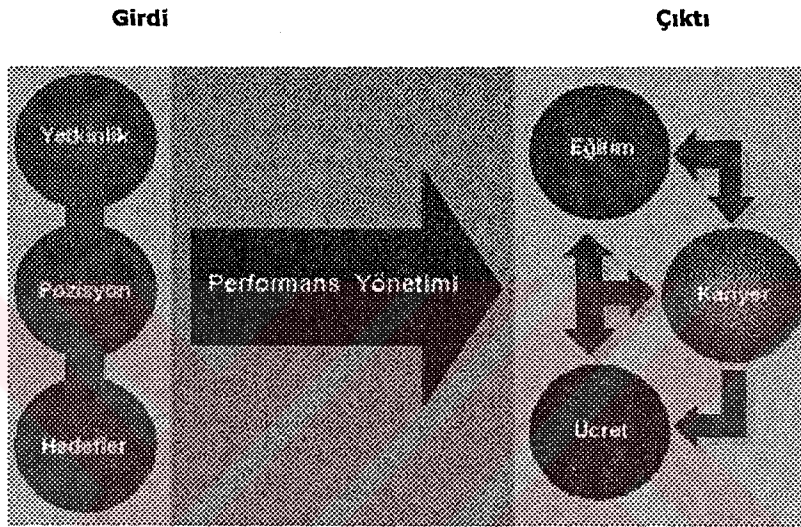 Girdi
Çıktı
Yetkinlik
Pozisyon
Hedefler
Performans Yönetimi
Eğitim
Kariyer
Ücret